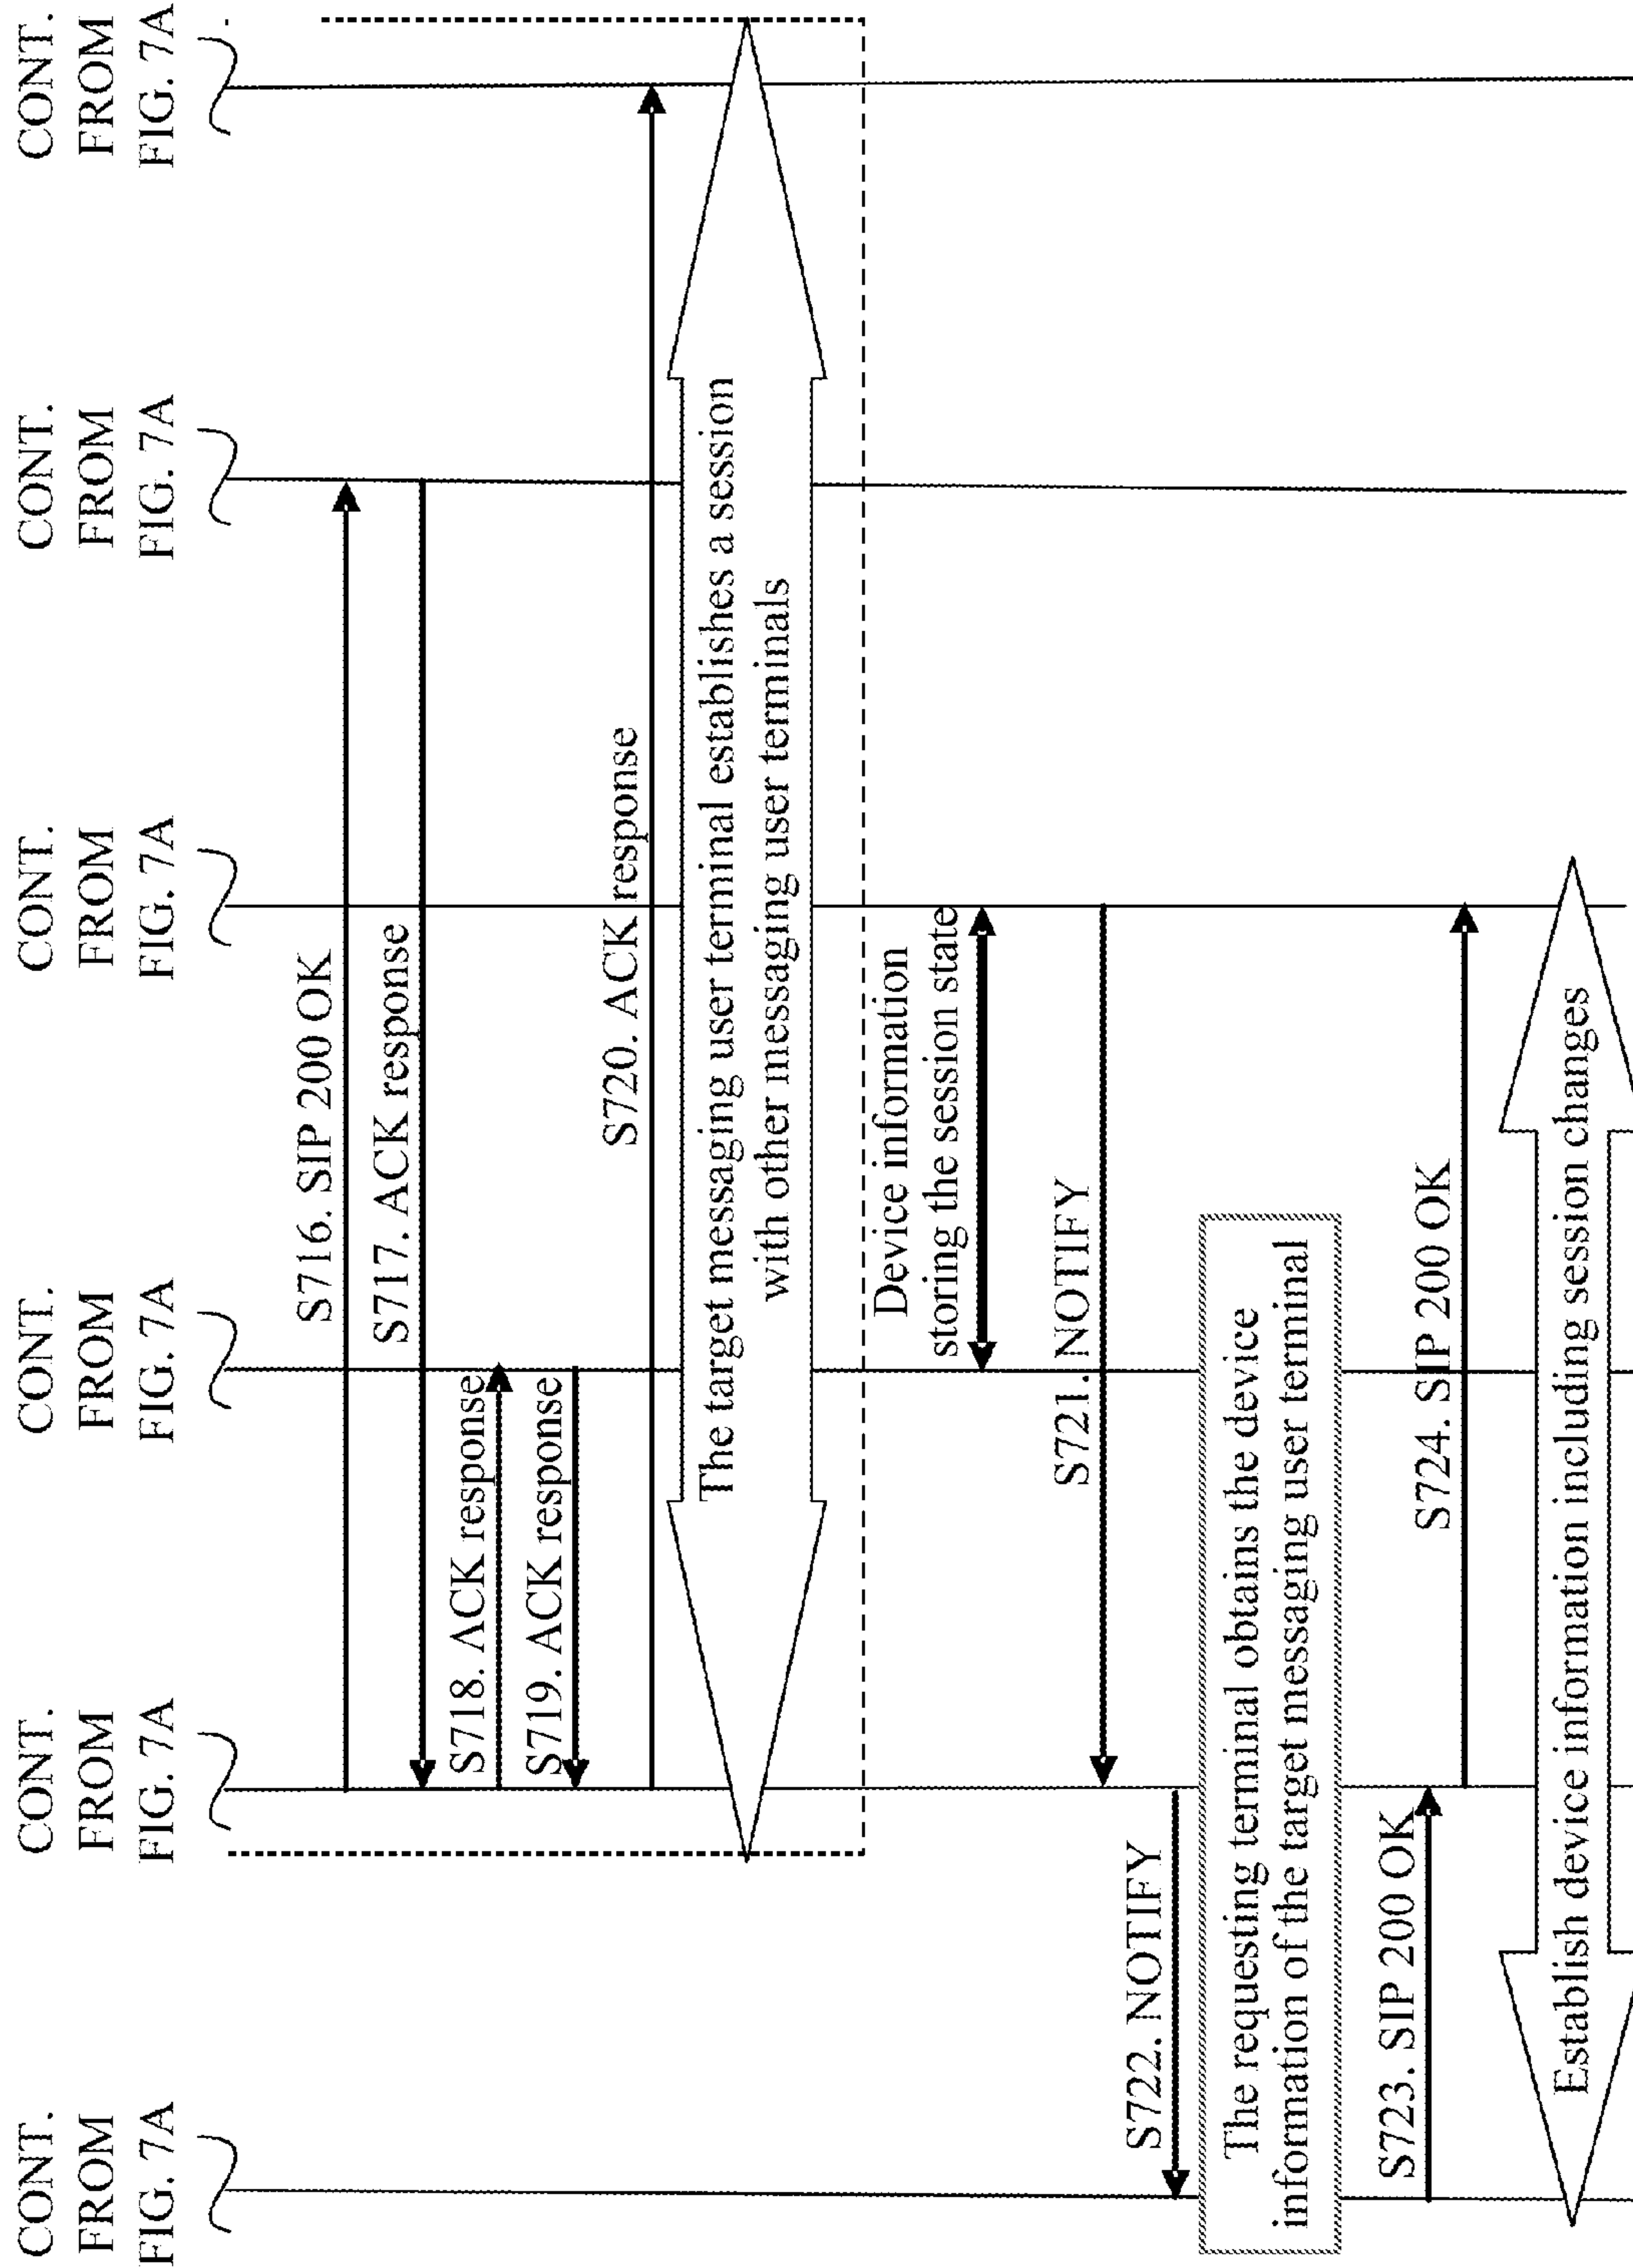 CONT.
FROM
FIG. 7A
CONT.
FROM
FIG. 7A
CONT.
FROM
FIG. 7A
CONT.
FROM
FIG. 7A
CONT.
FROM
FIG. 7A
CONT.
FROM
FIG. 7A
S716. SIP 200 OK
S717. ACK response
S718. ACK response
S719. ACK response
S720. ACK response
The target messaging user terminal establishes a session
with other messaging user terminals
Device information
storing the session state
S721. NOTIFY
S722. NOTIFY
The requesting terminal obtains the device
information of the target messaging user terminal
S723. SIP 200 OK
S724. SIP 200 OK
Establish device information including session changes